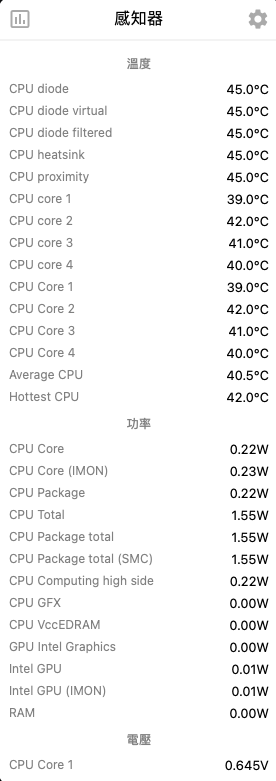 感知器
溫度
CPU diode 45.0°C
CPU diode virtual 45.0°C
CPU diode filtered 45.0°C
CPU heatsink 45.0°C
CPU proximity 45.0°C
CPU core 1 39.0°C
CPU core 2 42.0°C
CPU core 3 41.0°C
CPU core 4 40.0°C
CPU Core 1 39.0°C
CPU Core 2 42.0°C
CPU Core 3 41.0°C
CPU Core 4 40.0°C
Average CPU 40.5°C
Hottest CPU 42.0°C
功率
CPU Core 0.22W
CPU Core (IMON) 0.23W
CPU Package 0.22W
CPU Total 1.55W
CPU Package total 1.55W
CPU Package total (SMC) 1.55W
CPU Computing high side 0.22W
CPU GFX 0.00W
CPU VccEDRAM 0.00W
GPU Intel Graphics 0.00W
Intel GPU 0.01W
Intel GPU (IMON) 0.01W
RAM 0.00W
電壓
CPU Core 1 0.645V